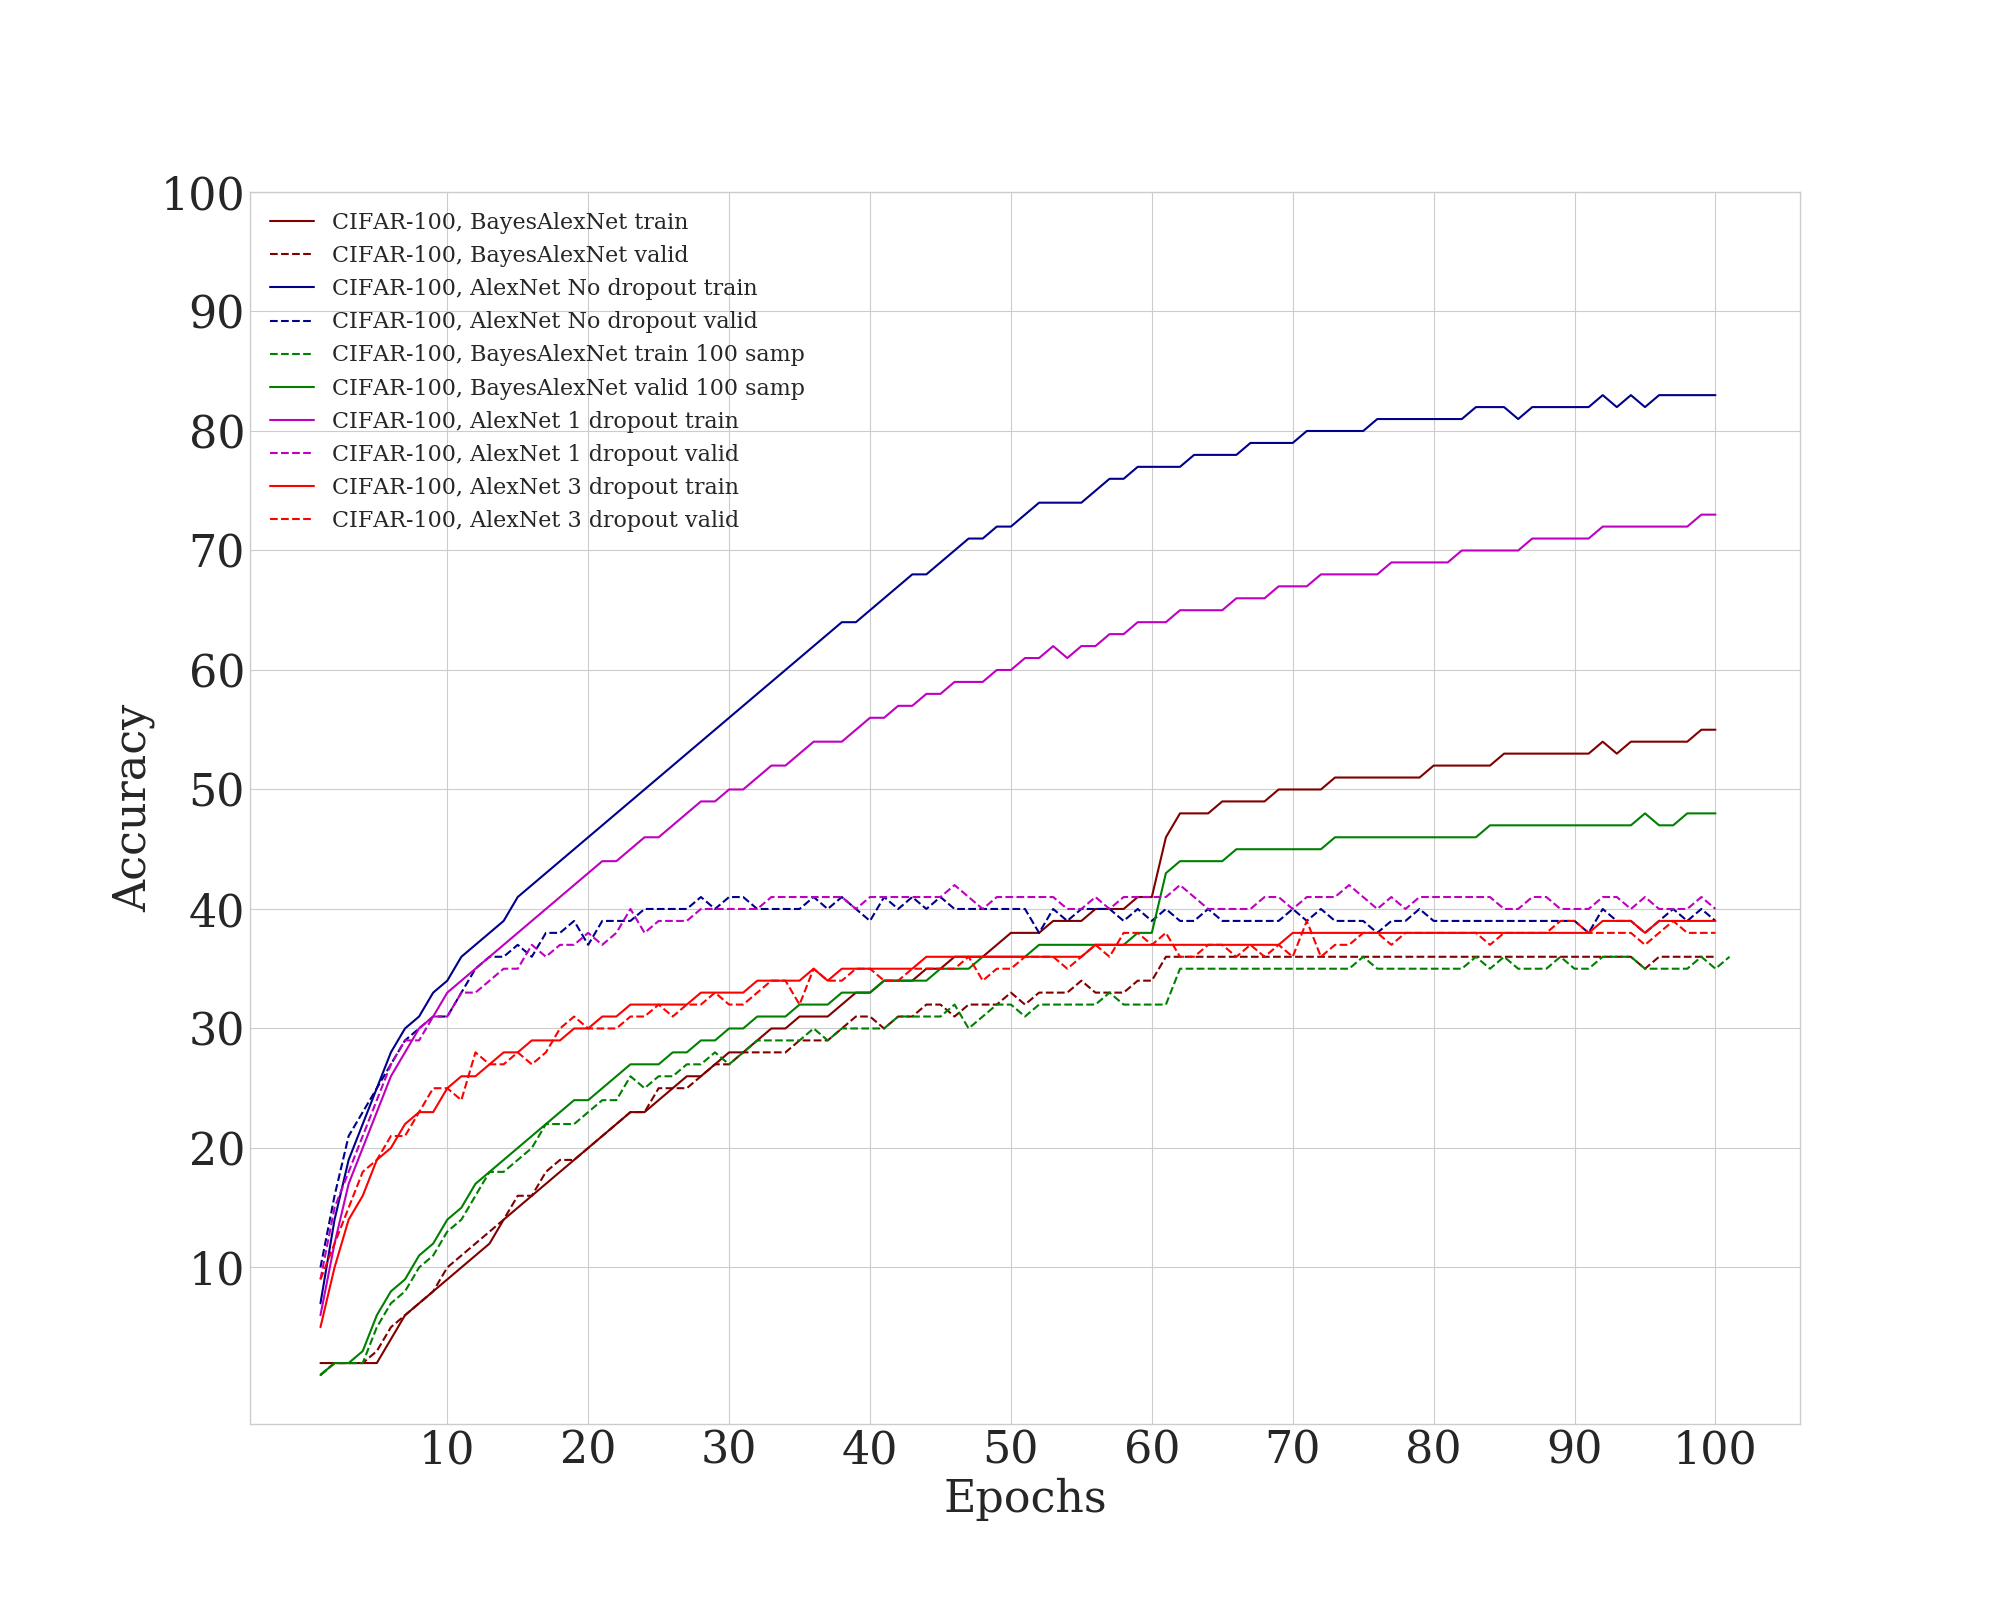 100
90
80
70
60
50
40
30
20
10
Accuracy
CIFAR-100, BayesAlexNet train
CIFAR-100, BayesAlexNet valid
CIFAR-100, AlexNet No dropout train
CIFAR-100, AlexNet No dropout valid
CIFAR-100, BayesAlexNet train 100 samp
CIFAR-100, BayesAlexNet valid 100 samp
CIFAR-100, AlexNet 1 dropout train
CIFAR-100, AlexNet 1 dropout valid
CIFAR-100, AlexNet 3 dropout train
CIFAR-100, AlexNet 3 dropout valid
10 20 30 40 50 60 70 80 90 100
Epochs